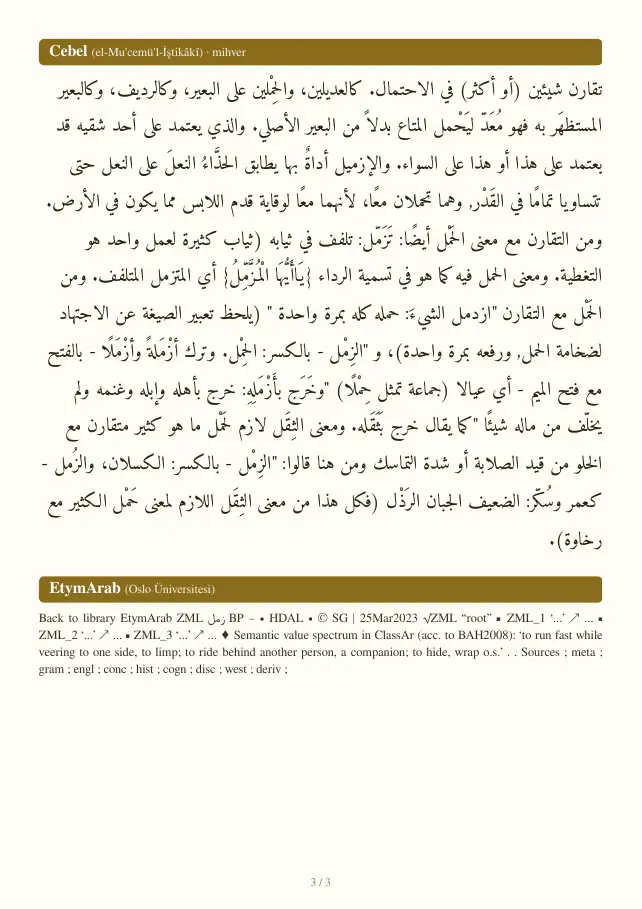 Cebel (el-Mu'cemü'l-İştikâkî) · mihver
تقارن شيئين (أو أكثر) في الاحتمال. كالعديلين، والحِمْلين على البعير، وكالرديف، وكالبعير
المستظهَر به فهو مُعَدّ ليَحْمل المتاع بدلاً من البعير الأصلي. والذي يعتمد على أحد شقيه قد
يعتمد على هذا أو هذا على السواء. والإزميل أداةٌ بها يطابق الحذَّاءُ النعلَ على النعل حتى
تتساويا تمامًا في القَدْر, وهما تحملان معًا، لأنهما معًا لوقاية قدم اللابس مما يكون في الأرض.
ومن التقارن مع معنى الحَمْل أيضًا: تَزَمّل: تلفف في ثيابه (ثياب كثيرة لعمل واحد هو
التغطية. ومعنى الحمل فيه كما هو في تسمية الرداء {يَاأَيُّهَا الْمُزَّمِّلُ} أي المتزمل المتلفف. ومن
الحَمْل مع التقارن "ازدمل الشيءَ: حمله كله بمرة واحدة " (يلحظ تعبير الصيغة عن الاجتهاد
لضخامة الحمل, ورفعه بمرة واحدة)، و "الزِمْل - بالكسر: الحِمْل. وترك أزْمَلةً وأزْمَلًا - بالفتح
مع فتح الميم - أي عيالا (جماعة تمثل حِمْلًا) "وخَرَج بأَزْمَلِهِ: خرج بأهله وإبله وغنمه ولم
يخلّف من ماله شيئًا "كما يقال خرج بَثَقَله. ومعنى الثِقَل لازم لحَمْل ما هو كثير متقارن مع
الخلو من قيد الصلابة أو شدة التماسك ومن هنا قالوا: "الزِمْل - بالكسر: الكسلان، والزُمل -
كعمر وسُكّر: الضعيف الجبان الرَذْل (فكل هذا من معنى الثِقَل اللازم لمعنى حَمْل الكثير مع
رخاوة).
EtymArab (Oslo Üniversitesi)
Back to library EtymArab ZML زمل BP – • HDAL • © SG | 25Mar2023 √ZML “root” ▪ ZML_1 ‘...’ ↗ ... ▪
ZML_2 ‘...’ ↗ ... ▪ ZML_3 ‘...’ ↗ ... ♦ Semantic value spectrum in ClassAr (acc. to BAH2008): ‘to run fast while
veering to one side, to limp; to ride behind another person, a companion; to hide, wrap o.s.’ . . Sources ; meta ;
gram ; engl ; conc ; hist ; cogn ; disc ; west ; deriv ;
3 / 3